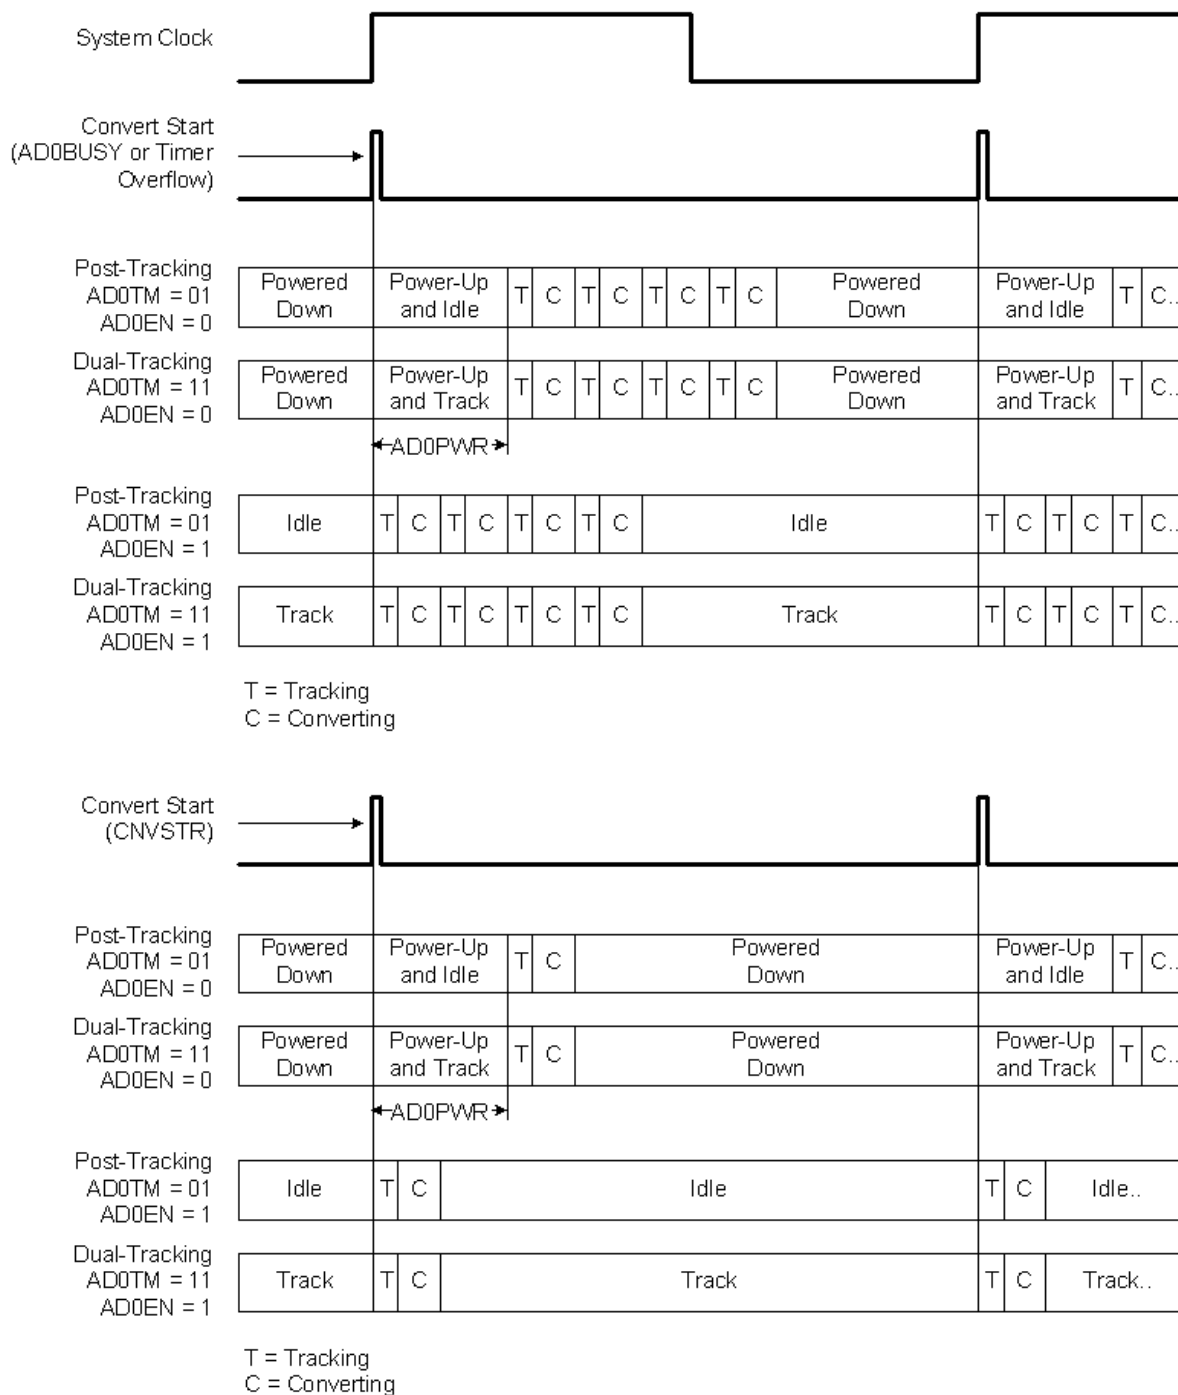 System Clock
Convert Start
(AD0BUSY or Timer
Overflow)
Post-Tracking
AD0TM = 01
AD0EN = 0
Powered Down Power-Up and Idle T C T C T C T C Powered Down Power-Up and Idle T C..
Dual-Tracking
AD0TM = 11
AD0EN = 0
Powered Down Power-Up and Track T C T C T C T C Powered Down Power-Up and Track T C..
AD0PWR
Post-Tracking
AD0TM = 01
AD0EN = 1
Idle T C T C T C T C Idle T C T C T C..
Dual-Tracking
AD0TM = 11
AD0EN = 1
Track T C T C T C T C Track T C T C T C..
T = Tracking
C = Converting
Convert Start
(CNVSTR)
Post-Tracking
AD0TM = 01
AD0EN = 0
Powered Down Power-Up and Idle T C Powered Down Power-Up and Idle T C..
Dual-Tracking
AD0TM = 11
AD0EN = 0
Powered Down Power-Up and Track T C Powered Down Power-Up and Track T C..
AD0PWR
Post-Tracking
AD0TM = 01
AD0EN = 1
Idle T C Idle T C Idle..
Dual-Tracking
AD0TM = 11
AD0EN = 1
Track T C Track T C Track..
T = Tracking
C = Converting